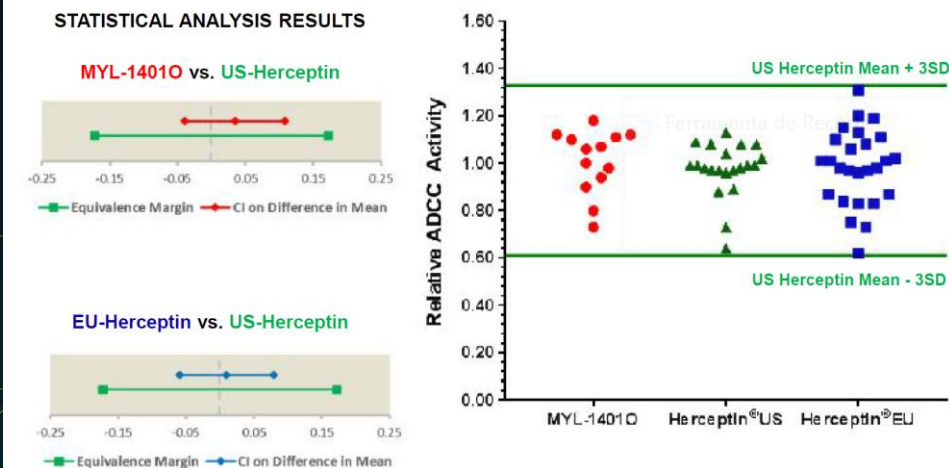 STATISTICAL ANALYSIS RESULTS
MYL-1401O vs. US-Herceptin
-0.25 -0.15 -0.05 0.05 0.15 0.25
Equivalence Margin CI on Difference in Mean
EU-Herceptin vs. US-Herceptin
-0.25 -0.15 -0.05 0.05 0.15 0.25
Equivalence Margin CI on Difference in Mean
Relative ADCC Activity
1.60
1.40
1.20
1.00
0.80
0.60
0.40
0.20
0.00
US Herceptin Mean + 3SD
Ferramenta de
US Herceptin Mean - 3SD
MYL-1401O Herceptin®US Herceptin®EU